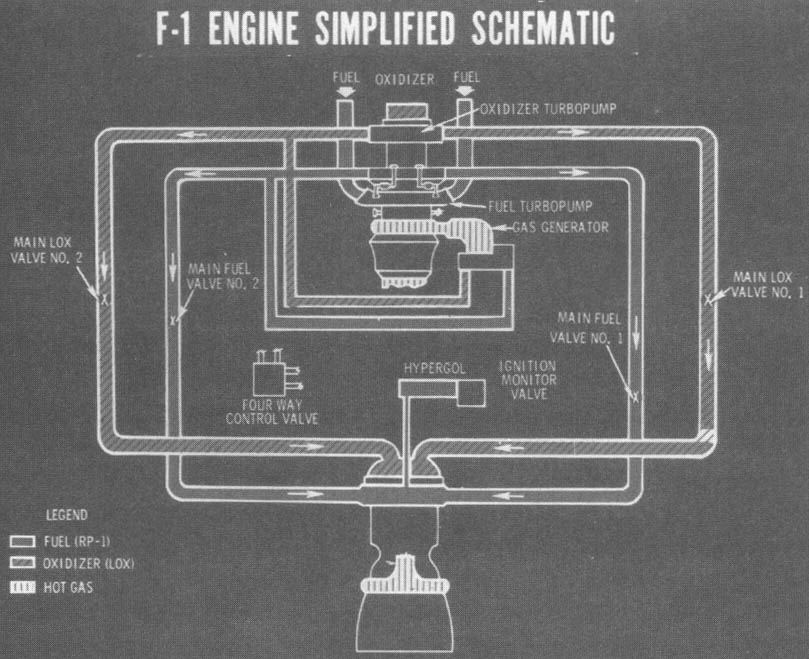 F-1 ENGINE SIMPLIFIED SCHEMATIC
FUEL
OXIDIZER
FUEL
OXIDIZER TURBOPUMP
FUEL TURBOPUMP
GAS GENERATOR
MAIN LOX
VALVE NO. 2
MAIN FUEL
VALVE NO. 2
MAIN LOX
VALVE NO. 1
MAIN FUEL
VALVE NO. 1
HYPERGOL
IGNITION
MONITOR
VALVE
FOUR WAY
CONTROL VALVE
LEGEND
FUEL (RP-1)
OXIDIZER (LOX)
HOT GAS